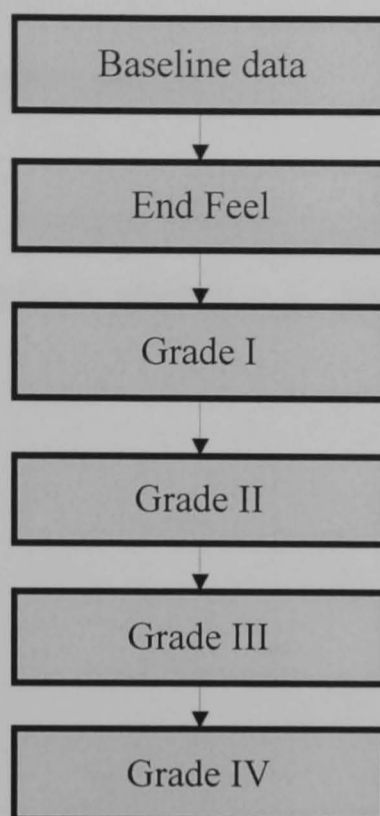 Baseline data
End Feel
Grade I
Grade II
Grade III
Grade IV